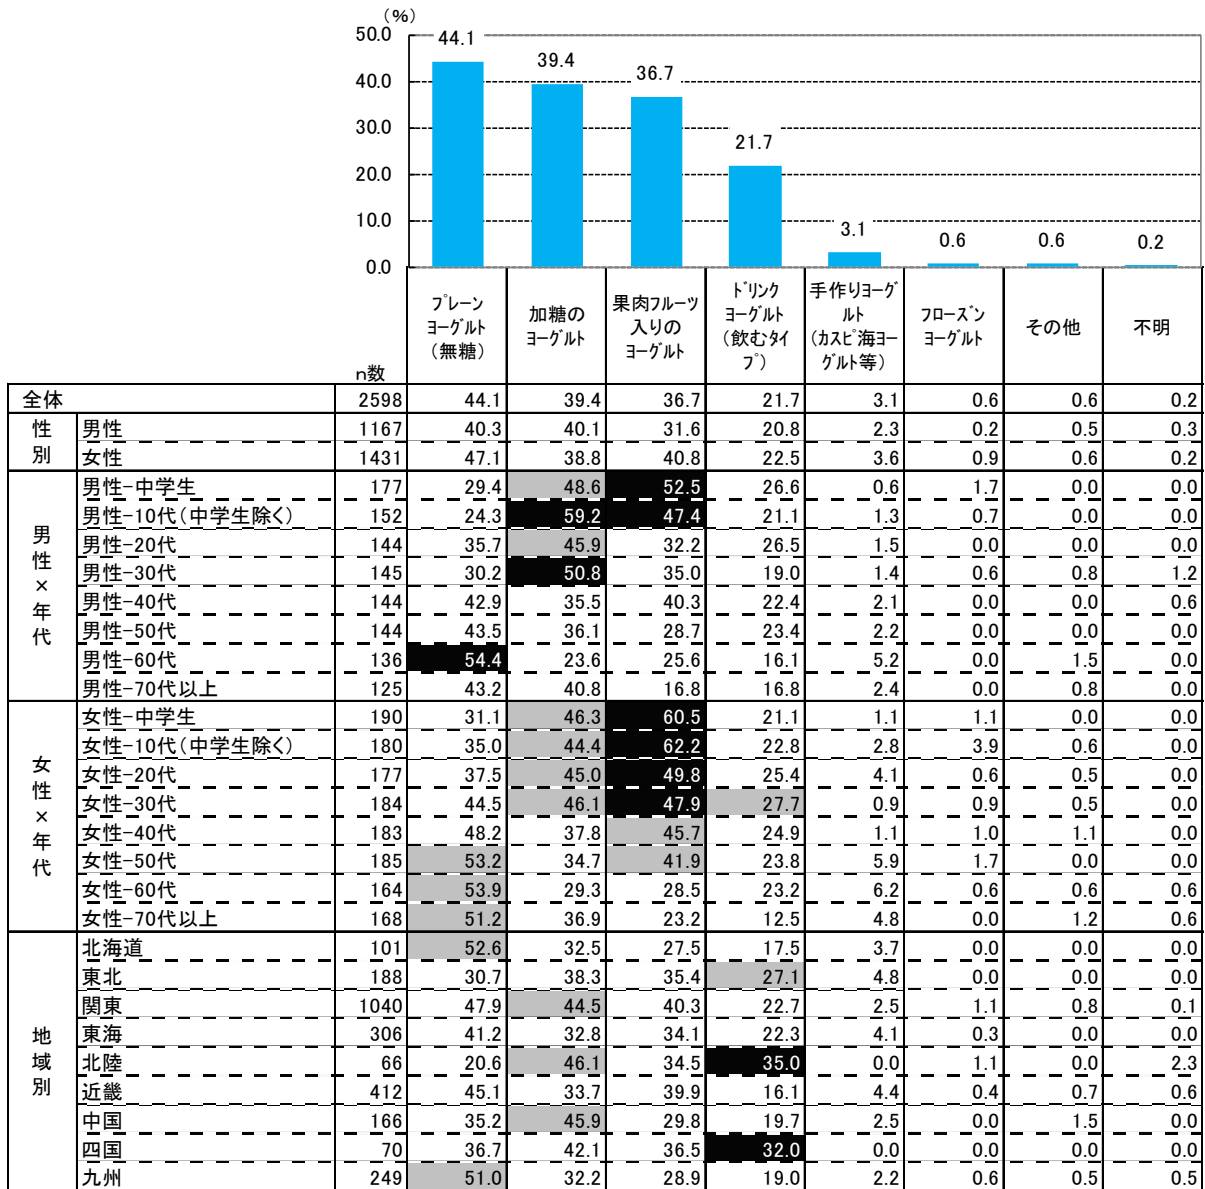 (%)
50.0
40.0
30.0
20.0
10.0
0.0
44.1
39.4
36.7
21.7
3.1
0.6
0.6
0.2
n数
プレーン
ヨーグルト
(無糖)
加糖の
ヨーグルト
果肉フルーツ
入りの
ヨーグルト
ドリンク
ヨーグルト
(飲むタイ
プ)
手作りヨーグ
ルト
(カスピ海ヨー
グルト等)
フローズン
ヨーグルト
その他
不明
全体 2598 44.1 39.4 36.7 21.7 3.1 0.6 0.6 0.2
性別
男性 1167 40.3 40.1 31.6 20.8 2.3 0.2 0.5 0.3
女性 1431 47.1 38.8 40.8 22.5 3.6 0.9 0.6 0.2
男性×年代
男性-中学生 177 29.4 48.6 52.5 26.6 0.6 1.7 0.0 0.0
男性-10代(中学生除く) 152 24.3 59.2 47.4 21.1 1.3 0.7 0.0 0.0
男性-20代 144 35.7 45.9 32.2 26.5 1.5 0.0 0.0 0.0
男性-30代 145 30.2 50.8 35.0 19.0 1.4 0.6 0.8 1.2
男性-40代 144 42.9 35.5 40.3 22.4 2.1 0.0 0.0 0.6
男性-50代 144 43.5 36.1 28.7 23.4 2.2 0.0 0.0 0.0
男性-60代 136 54.4 23.6 25.6 16.1 5.2 0.0 1.5 0.0
男性-70代以上 125 43.2 40.8 16.8 16.8 2.4 0.0 0.8 0.0
女性×年代
女性-中学生 190 31.1 46.3 60.5 21.1 1.1 1.1 0.0 0.0
女性-10代(中学生除く) 180 35.0 44.4 62.2 22.8 2.8 3.9 0.6 0.0
女性-20代 177 37.5 45.0 49.8 25.4 4.1 0.6 0.5 0.0
女性-30代 184 44.5 46.1 47.9 27.7 0.9 0.9 0.5 0.0
女性-40代 183 48.2 37.8 45.7 24.9 1.1 1.0 1.1 0.0
女性-50代 185 53.2 34.7 41.9 23.8 5.9 1.7 0.0 0.0
女性-60代 164 53.9 29.3 28.5 23.2 6.2 0.6 0.6 0.6
女性-70代以上 168 51.2 36.9 23.2 12.5 4.8 0.0 1.2 0.6
地域別
北海道 101 52.6 32.5 27.5 17.5 3.7 0.0 0.0 0.0
東北 188 30.7 38.3 35.4 27.1 4.8 0.0 0.0 0.0
関東 1040 47.9 44.5 40.3 22.7 2.5 1.1 0.8 0.1
東海 306 41.2 32.8 34.1 22.3 4.1 0.3 0.0 0.0
北陸 66 20.6 46.1 34.5 35.0 0.0 1.1 0.0 2.3
近畿 412 45.1 33.7 39.9 16.1 4.4 0.4 0.7 0.6
中国 166 35.2 45.9 29.8 19.7 2.5 0.0 1.5 0.0
四国 70 36.7 42.1 36.5 32.0 0.0 0.0 0.0 0.0
九州 249 51.0 32.2 28.9 19.0 2.2 0.6 0.5 0.5